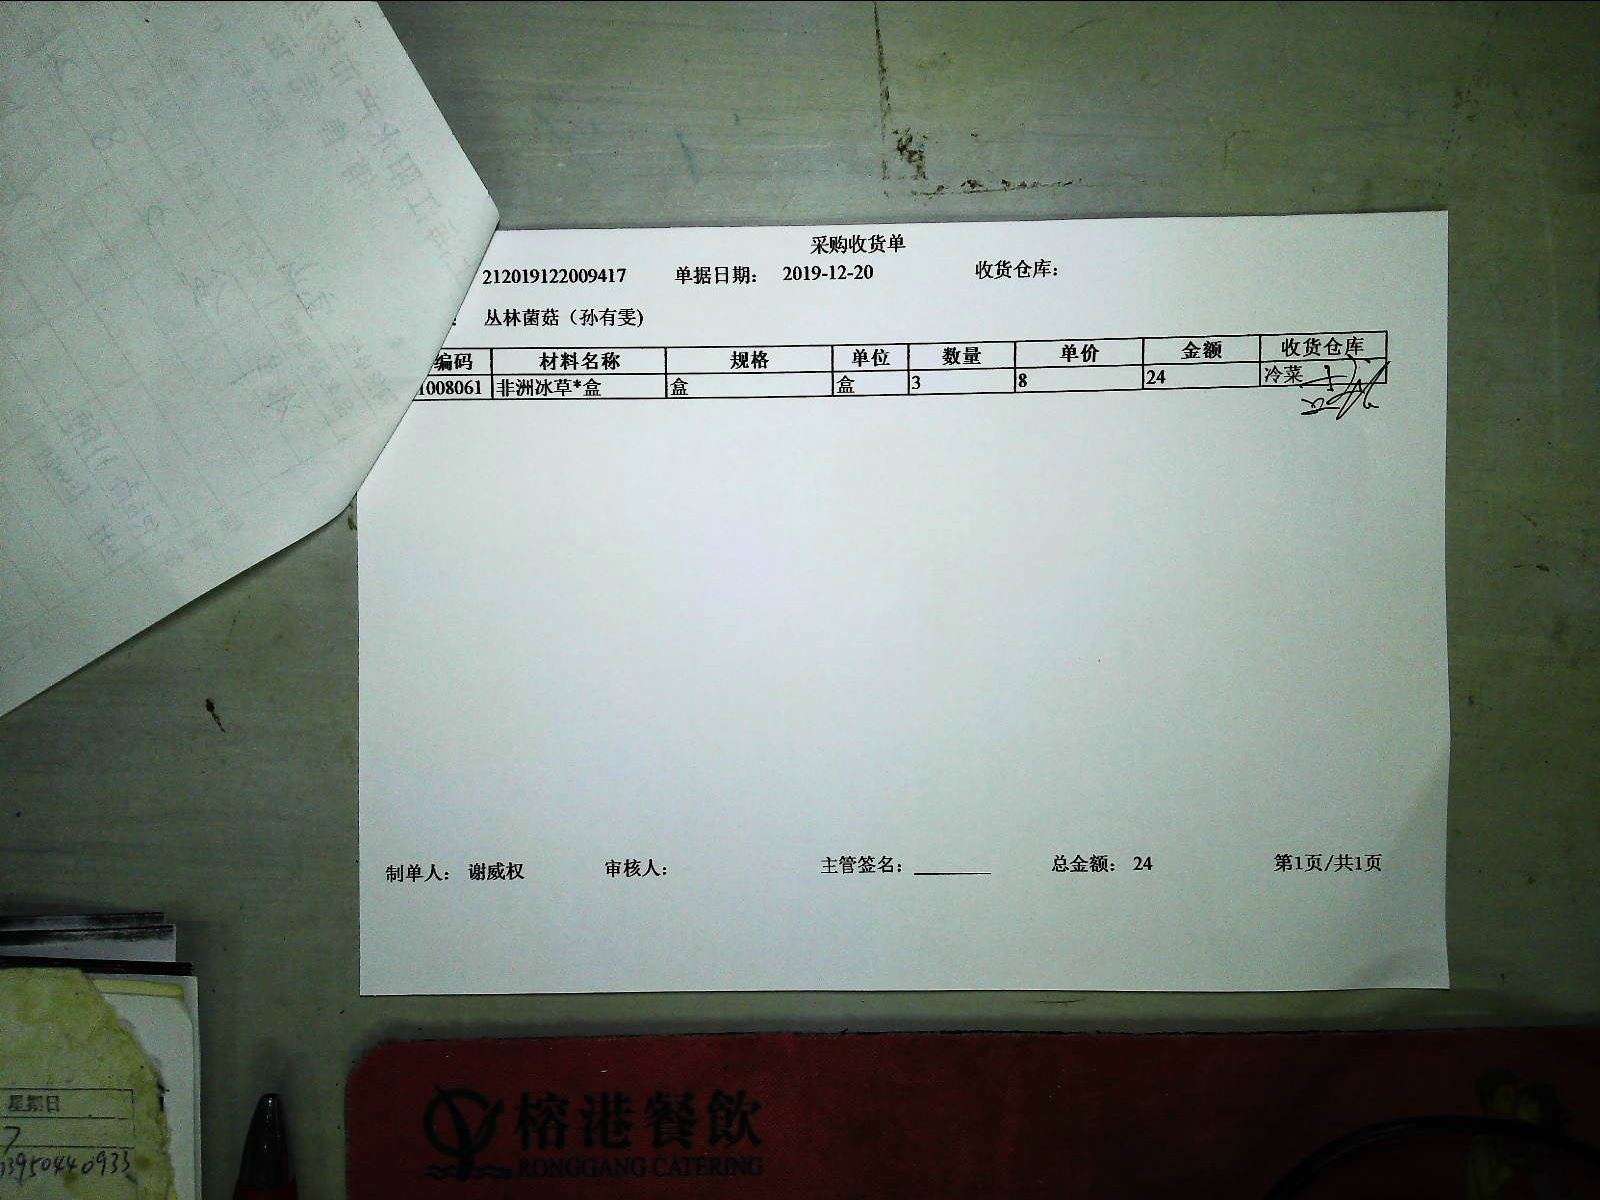 采购收货单
212019122009417 单据日期： 2019-12-20 收货仓库：
： 丛林菌菇（孙有雯)
编码 材料名称 规格 单位 数量 单价 金额 收货仓库
1008061 非洲冰草*盒 盒 盒 3 8 24 冷菜
制单人： 谢威权 审核人： 主管签名： 总金额： 24 第1页/共1页
星期日
7
13950440933
榕港餐飲
RONGGANG CATERING